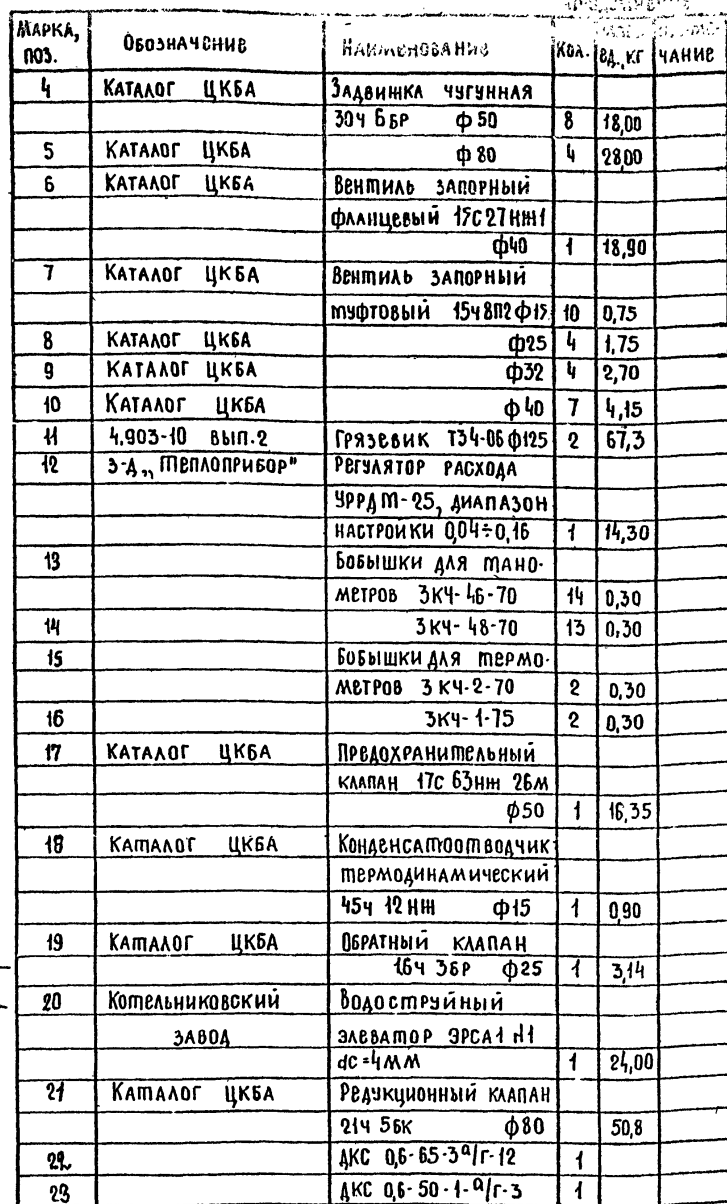 МАРКА, ПОЗ. ОБОЗНАЧЕНИЕ НАИМЕНОВАНИЕ КОЛ. ЕД., КГ ЧАНИЕ
4 КАТАЛОГ ЦКБА ЗАДВИЖКА ЧУГУННАЯ
30Ч 6БР ф 50 8 18,00
5 КАТАЛОГ ЦКБА ф 80 4 28,00
6 КАТАЛОГ ЦКБА ВЕНТИЛЬ ЗАПОРНЫЙ
ФЛАНЦЕВЫЙ 15С27НЖ1
ф40 1 18,90
7 КАТАЛОГ ЦКБА ВЕНТИЛЬ ЗАПОРНЫЙ
МУФТОВЫЙ 15Ч8П2ф15 10 0,75
8 КАТАЛОГ ЦКБА ф25 4 1,75
9 КАТАЛОГ ЦКБА ф32 4 2,70
10 КАТАЛОГ ЦКБА ф40 7 4,15
11 4.903-10 ВЫП.2 ГРЯЗЕВИК Т34-06 ф125 2 67,3
12 З-Д „ТЕПЛОПРИБОР" РЕГУЛЯТОР РАСХОДА
УРРД М-25, ДИАПАЗОН
НАСТРОЙКИ 0,04÷0,16 1 14,30
13 БОБЫШКИ ДЛЯ МАНО-
МЕТРОВ 3КЧ-46-70 14 0,30
14 3КЧ-48-70 13 0,30
15 БОБЫШКИ ДЛЯ ТЕРМО-
МЕТРОВ 3КЧ-2-70 2 0,30
16 3КЧ-1-75 2 0,30
17 КАТАЛОГ ЦКБА ПРЕДОХРАНИТЕЛЬНЫЙ
КЛАПАН 17С 63НЖ 26М
ф50 1 16,35
18 КАТАЛОГ ЦКБА КОНДЕНСАТООТВОДЧИК
ТЕРМОДИНАМИЧЕСКИЙ
45Ч 12НЖ ф15 1 0,90
19 КАТАЛОГ ЦКБА ОБРАТНЫЙ КЛАПАН
16Ч 3БР ф25 1 3,14
20 КОТЕЛЬНИКОВСКИЙ ВОДОСТРУЙНЫЙ
ЗАВОД ЭЛЕВАТОР ЭРСА1 №1
dc=4ММ 1 24,00
21 КАТАЛОГ ЦКБА РЕДУКЦИОННЫЙ КЛАПАН
21Ч 5БК ф80 50,8
22 ДКС 0,6-65-3ᵃ/г-12 1
23 ДКС 0,6-50-1-ᵃ/г-3 1